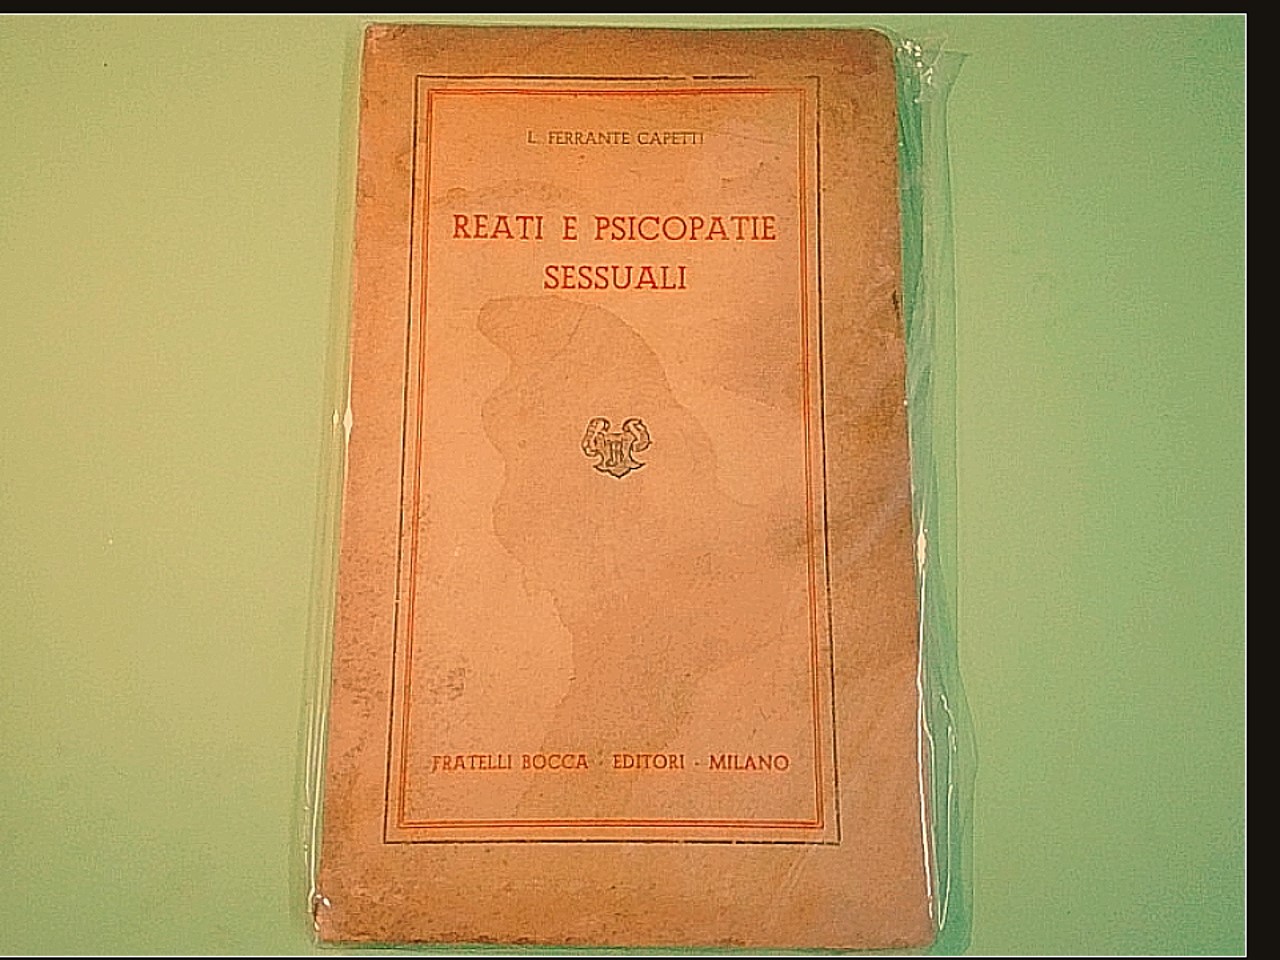 L. FERRANTE CAPETTI
REATI E PSICOPATIE
SESSUALI
FRATELLI BOCCA - EDITORI - MILANO